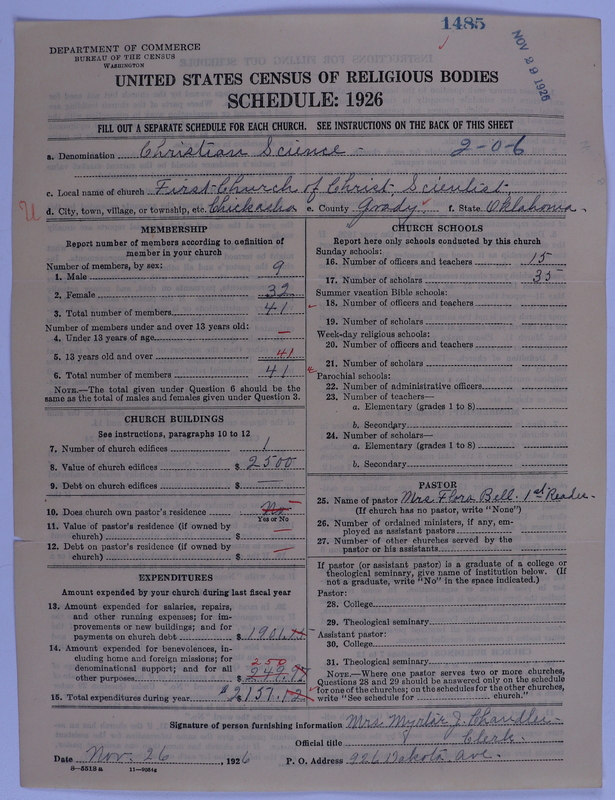 1485
NOV 29 1926
DEPARTMENT OF COMMERCE
BUREAU OF THE CENSUS
WASHINGTON
UNITED STATES CENSUS OF RELIGIOUS BODIES
SCHEDULE: 1926
FILL OUT A SEPARATE SCHEDULE FOR EACH CHURCH. SEE INSTRUCTIONS ON THE BACK OF THIS SHEET
a. Denomination Christian Science - 2-0-6
c. Local name of church First Church of Christ Scientist.
U d. City, town, village, or township, etc. Chickasha e. County Grady f. State Oklahoma.
MEMBERSHIP
Report number of members according to definition of
member in your church
Number of members, by sex:
1. Male 9
2. Female 32
3. Total number of members 41
Number of members under and over 13 years old:
4. Under 13 years of age —
5. 13 years old and over 41
6. Total number of members 41
NOTE.—The total given under Question 6 should be the
same as the total of males and females given under Question 3.
CHURCH BUILDINGS
See instructions, paragraphs 10 to 12
7. Number of church edifices 1
8. Value of church edifices $ 2500
9. Debt on church edifices $ —
10. Does church own pastor's residence No
Yes or No
11. Value of pastor's residence (if owned by
church) $ —
12. Debt on pastor's residence (if owned by
church) $ —
EXPENDITURES
Amount expended by your church during last fiscal year
13. Amount expended for salaries, repairs,
and other running expenses; for im-
provements or new buildings; and for
payments on church debt $ 1901.
14. Amount expended for benevolences, in-
cluding home and foreign missions; for
denominational support; and for all
other purposes $ 249.
15. Total expenditures during year $ 2157.12
CHURCH SCHOOLS
Report here only schools conducted by this church
Sunday schools:
16. Number of officers and teachers 15
17. Number of scholars 35
Summer vacation Bible schools:
18. Number of officers and teachers
19. Number of scholars
Week-day religious schools:
20. Number of officers and teachers
21. Number of scholars
Parochial schools:
22. Number of administrative officers
23. Number of teachers—
a. Elementary (grades 1 to 8)
b. Secondary
24. Number of scholars—
a. Elementary (grades 1 to 8)
b. Secondary
PASTOR
25. Name of pastor Mrs. Flora Bell. 1st Reader.
(If church has no pastor, write "None")
26. Number of ordained ministers, if any, em-
ployed as assistant pastors
27. Number of other churches served by the
pastor or his assistants
If pastor (or assistant pastor) is a graduate of a college or
theological seminary, give name of institution below. (If
not a graduate, write "No" in the space indicated.)
Pastor:
28. College
29. Theological seminary
Assistant pastor:
30. College
31. Theological seminary
NOTE.—Where one pastor serves two or more churches,
Questions 28 and 29 should be answered only on the schedule
for one of the churches; on the schedules for the other churches,
write "See schedule for church."
Signature of person furnishing information Mrs. Myrtle J. Chandler
Official title Clerk.
Date Nov. 26, 1926 P. O. Address 926 Dakota Ave.
8-5518 a 11-9084g